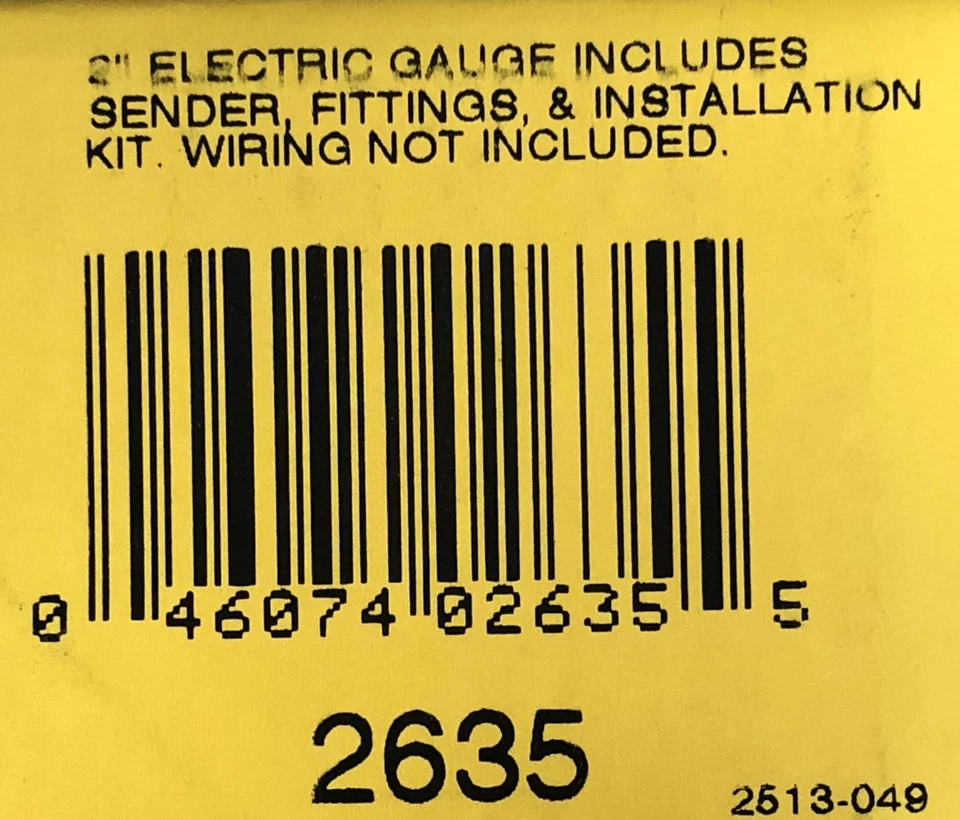 2" ELECTRIC GAUGE INCLUDES
SENDER, FITTINGS, & INSTALLATION
KIT. WIRING NOT INCLUDED.
0 46074 02635 5
2635
2513-049